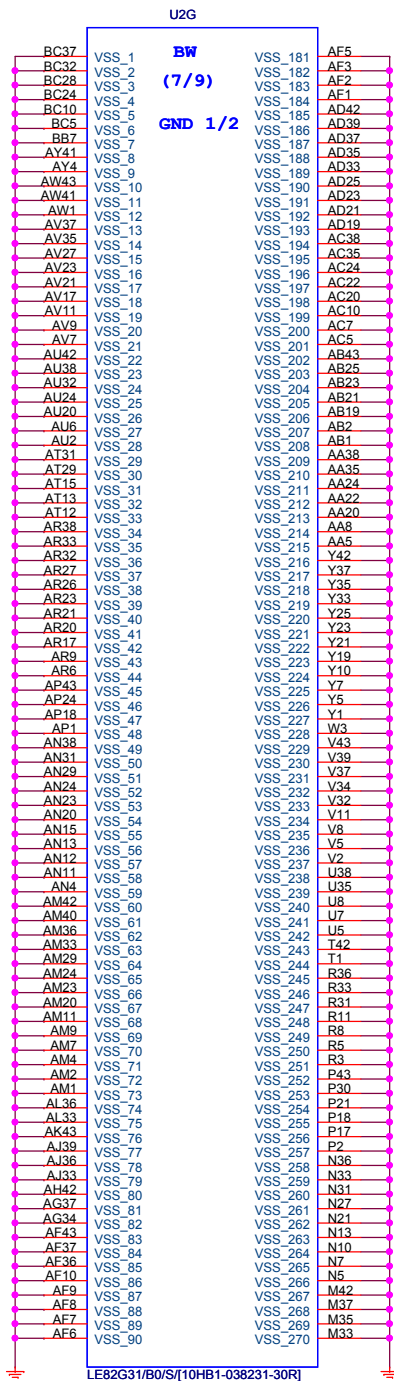 U2G
BW
(7/9)
GND 1/2
BC37 VSS_1 VSS_181 AF5
BC32 VSS_2 VSS_182 AF3
BC28 VSS_3 VSS_183 AF2
BC24 VSS_4 VSS_184 AF1
BC10 VSS_5 VSS_185 AD42
BC5 VSS_6 VSS_186 AD39
BB7 VSS_7 VSS_187 AD37
AY41 VSS_8 VSS_188 AD35
AY4 VSS_9 VSS_189 AD33
AW43 VSS_10 VSS_190 AD25
AW41 VSS_11 VSS_191 AD23
AW1 VSS_12 VSS_192 AD21
AV37 VSS_13 VSS_193 AD19
AV35 VSS_14 VSS_194 AC38
AV27 VSS_15 VSS_195 AC35
AV23 VSS_16 VSS_196 AC24
AV21 VSS_17 VSS_197 AC22
AV17 VSS_18 VSS_198 AC20
AV11 VSS_19 VSS_199 AC10
AV9 VSS_20 VSS_200 AC7
AV7 VSS_21 VSS_201 AC5
AU42 VSS_22 VSS_202 AB43
AU38 VSS_23 VSS_203 AB25
AU32 VSS_24 VSS_204 AB23
AU24 VSS_25 VSS_205 AB21
AU20 VSS_26 VSS_206 AB19
AU6 VSS_27 VSS_207 AB2
AU2 VSS_28 VSS_208 AB1
AT31 VSS_29 VSS_209 AA38
AT29 VSS_30 VSS_210 AA35
AT15 VSS_31 VSS_211 AA24
AT13 VSS_32 VSS_212 AA22
AT12 VSS_33 VSS_213 AA20
AR38 VSS_34 VSS_214 AA8
AR33 VSS_35 VSS_215 AA5
AR32 VSS_36 VSS_216 Y42
AR27 VSS_37 VSS_217 Y37
AR26 VSS_38 VSS_218 Y35
AR23 VSS_39 VSS_219 Y33
AR21 VSS_40 VSS_220 Y25
AR20 VSS_41 VSS_221 Y23
AR17 VSS_42 VSS_222 Y21
AR9 VSS_43 VSS_223 Y19
AR6 VSS_44 VSS_224 Y10
AP43 VSS_45 VSS_225 Y7
AP24 VSS_46 VSS_226 Y5
AP18 VSS_47 VSS_227 Y1
AP1 VSS_48 VSS_228 W3
AN38 VSS_49 VSS_229 V43
AN31 VSS_50 VSS_230 V39
AN29 VSS_51 VSS_231 V37
AN24 VSS_52 VSS_232 V34
AN23 VSS_53 VSS_233 V32
AN20 VSS_54 VSS_234 V11
AN15 VSS_55 VSS_235 V8
AN13 VSS_56 VSS_236 V5
AN12 VSS_57 VSS_237 V2
AN11 VSS_58 VSS_238 U38
AN4 VSS_59 VSS_239 U35
AM42 VSS_60 VSS_240 U8
AM40 VSS_61 VSS_241 U7
AM36 VSS_62 VSS_242 U5
AM33 VSS_63 VSS_243 T42
AM29 VSS_64 VSS_244 T1
AM24 VSS_65 VSS_245 R36
AM23 VSS_66 VSS_246 R33
AM20 VSS_67 VSS_247 R31
AM11 VSS_68 VSS_248 R11
AM9 VSS_69 VSS_249 R8
AM7 VSS_70 VSS_250 R5
AM4 VSS_71 VSS_251 R3
AM2 VSS_72 VSS_252 P43
AM1 VSS_73 VSS_253 P30
AL36 VSS_74 VSS_254 P21
AL33 VSS_75 VSS_255 P18
AK43 VSS_76 VSS_256 P17
AJ39 VSS_77 VSS_257 P2
AJ36 VSS_78 VSS_258 N36
AJ33 VSS_79 VSS_259 N33
AH42 VSS_80 VSS_260 N31
AG37 VSS_81 VSS_261 N27
AG34 VSS_82 VSS_262 N21
AF43 VSS_83 VSS_263 N13
AF37 VSS_84 VSS_264 N10
AF36 VSS_85 VSS_265 N7
AF10 VSS_86 VSS_266 N5
AF9 VSS_87 VSS_267 M42
AF8 VSS_88 VSS_268 M37
AF7 VSS_89 VSS_269 M35
AF6 VSS_90 VSS_270 M33
LE82G31/B0/S/[10HB1-038231-30R]